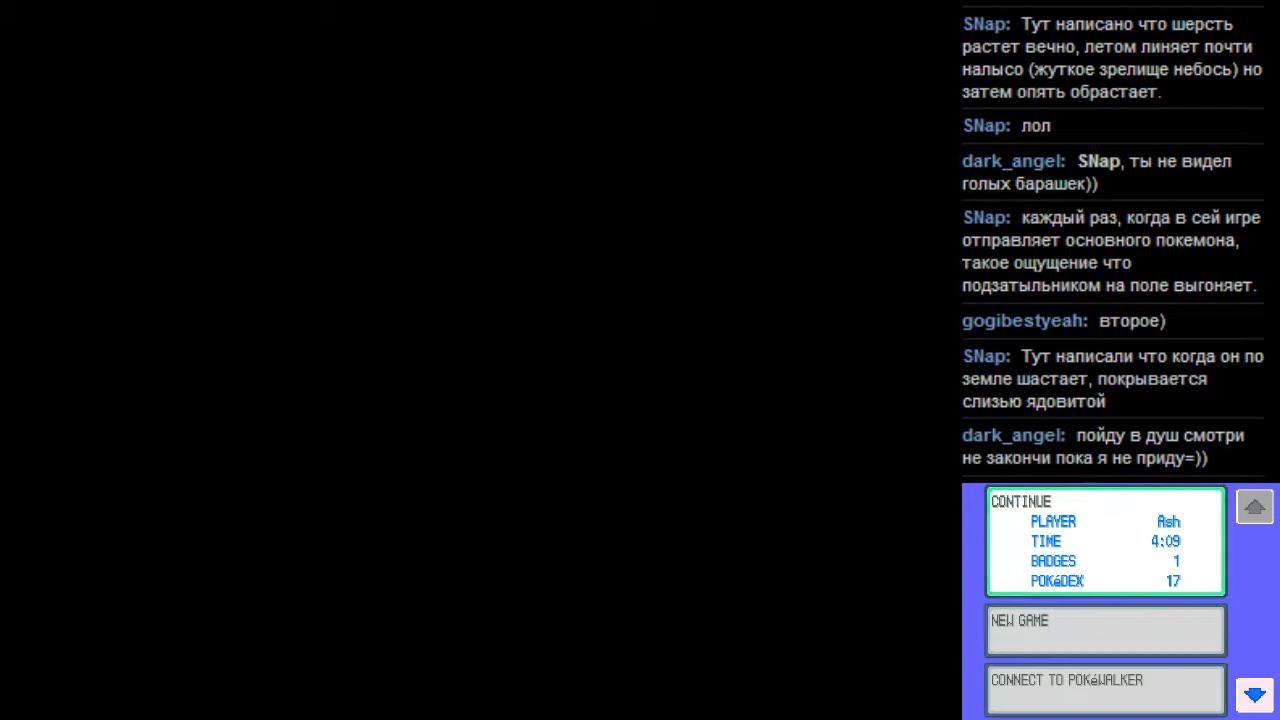 SNap: Тут написано что шерсть
растет вечно, летом линяет почти
налысо (жуткое зрелище небось) но
затем опять обрастает.
SNap: лол
dark_angel: SNap, ты не видел
голых барашек))
SNap: каждый раз, когда в сей игре
отправляет основного покемона,
такое ощущение что
подзатыльником на поле выгоняет.
gogibestyeah: второе)
SNap: Тут написали что когда он по
земле шастает, покрывается
слизью ядовитой
dark_angel: пойду в душ смотри
не закончи пока я не приду=))
CONTINUE
PLAYER Ash
TIME 4:09
BADGES 1
POKéDEX 17
NEW GAME
CONNECT TO POKéWALKER